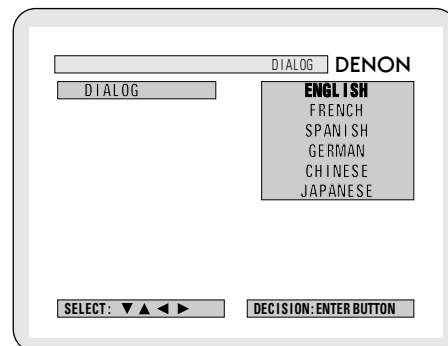 DIALOG DENON
DIALOG
ENGLISH
FRENCH
SPANISH
GERMAN
CHINESE
JAPANESE
SELECT: ▼ ▲ ◄ ► DECISION: ENTER BUTTON